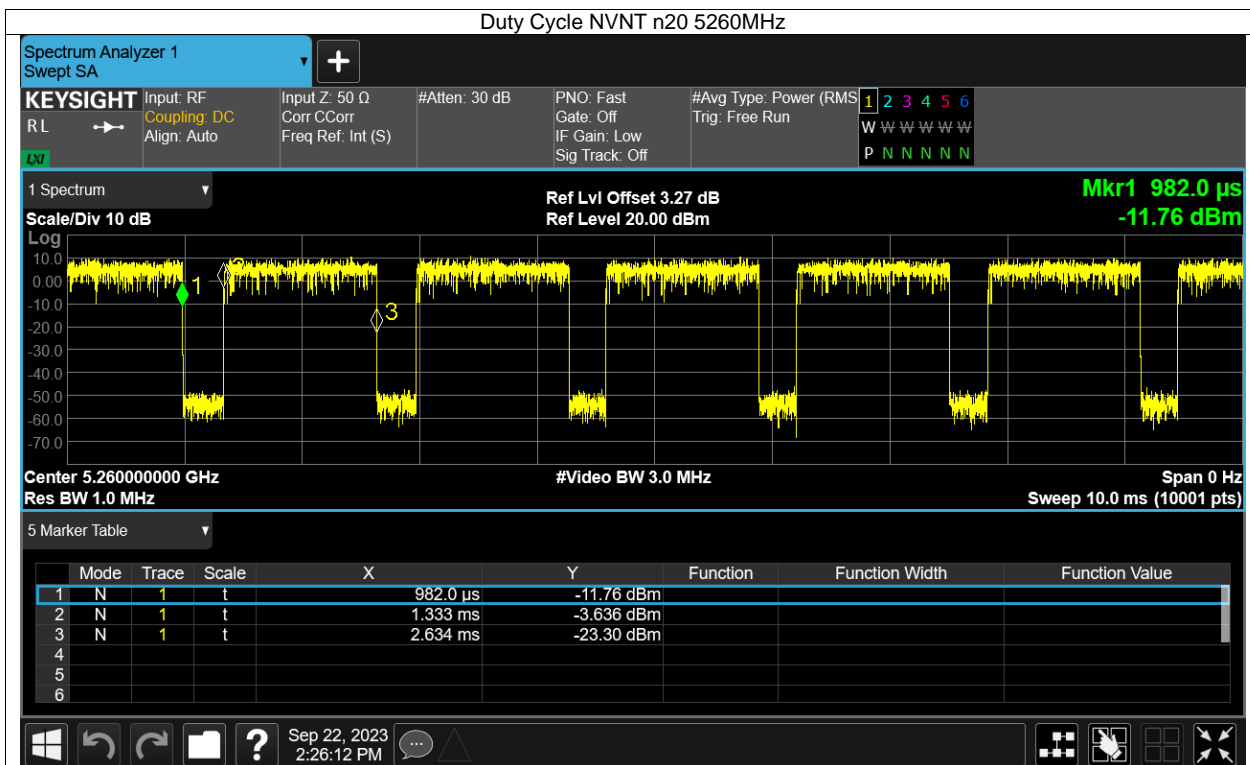 Duty Cycle NVNT n20 5260MHz
Spectrum Analyzer 1
Swept SA
KEYSIGHT Input: RF Input Z: 50 Ω #Atten: 30 dB PNO: Fast #Avg Type: Power (RMS 1 2 3 4 5 6
RL Coupling: DC Corr CCorr Gate: Off Trig: Free Run W W W W W W
Align: Auto Freq Ref: Int (S) IF Gain: Low
LXI Sig Track: Off P N N N N N
1 Spectrum Ref Lvl Offset 3.27 dB Mkr1 982.0 µs
Scale/Div 10 dB Ref Level 20.00 dBm -11.76 dBm
Log
10.0
0.00
-10.0
-20.0
-30.0
-40.0
-50.0
-60.0
-70.0
1
2
3
Center 5.260000000 GHz #Video BW 3.0 MHz Span 0 Hz
Res BW 1.0 MHz Sweep 10.0 ms (10001 pts)
5 Marker Table
Mode Trace Scale X Y Function Function Width Function Value
1 N 1 t 982.0 µs -11.76 dBm
2 N 1 t 1.333 ms -3.636 dBm
3 N 1 t 2.634 ms -23.30 dBm
4
5
6
? Sep 22, 2023
2:26:12 PM